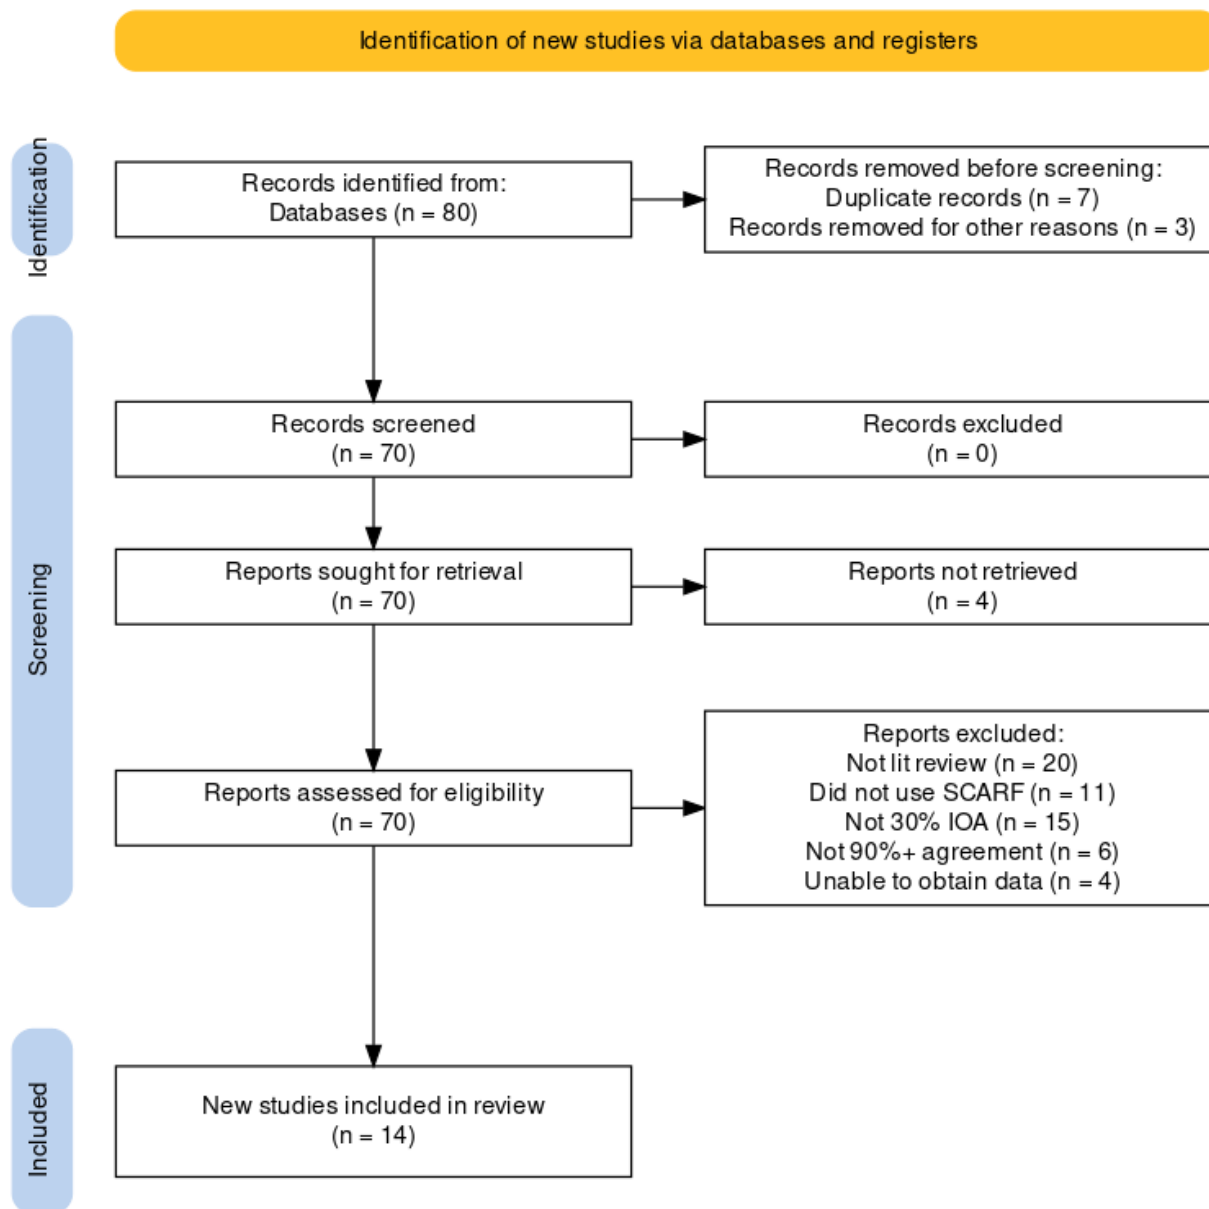 Identification of new studies via databases and registers
Identification
Records identified from:
Databases (n = 80)
Records removed before screening:
Duplicate records (n = 7)
Records removed for other reasons (n = 3)
Screening
Records screened
(n = 70)
Records excluded
(n = 0)
Reports sought for retrieval
(n = 70)
Reports not retrieved
(n = 4)
Reports assessed for eligibility
(n = 70)
Reports excluded:
Not lit review (n = 20)
Did not use SCARF (n = 11)
Not 30% IOA (n = 15)
Not 90%+ agreement (n = 6)
Unable to obtain data (n = 4)
Included
New studies included in review
(n = 14)